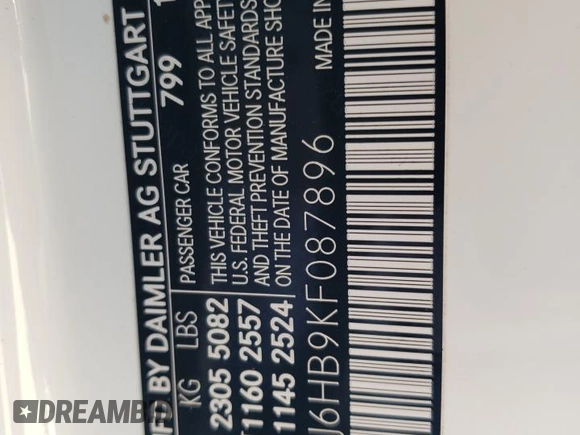 MFD BY DAIMLER AG STUTTGART
KG LBS
PASSENGER CAR 799
2305 5082
1160 2557
1145 2524
THIS VEHICLE CONFORMS TO ALL APP
U.S. FEDERAL MOTOR VEHICLE SAFETY
AND THEFT PREVENTION STANDARDS
ON THE DATE OF MANUFACTURE SHO
6HB9KF087896
MADE IN
DREAMBID